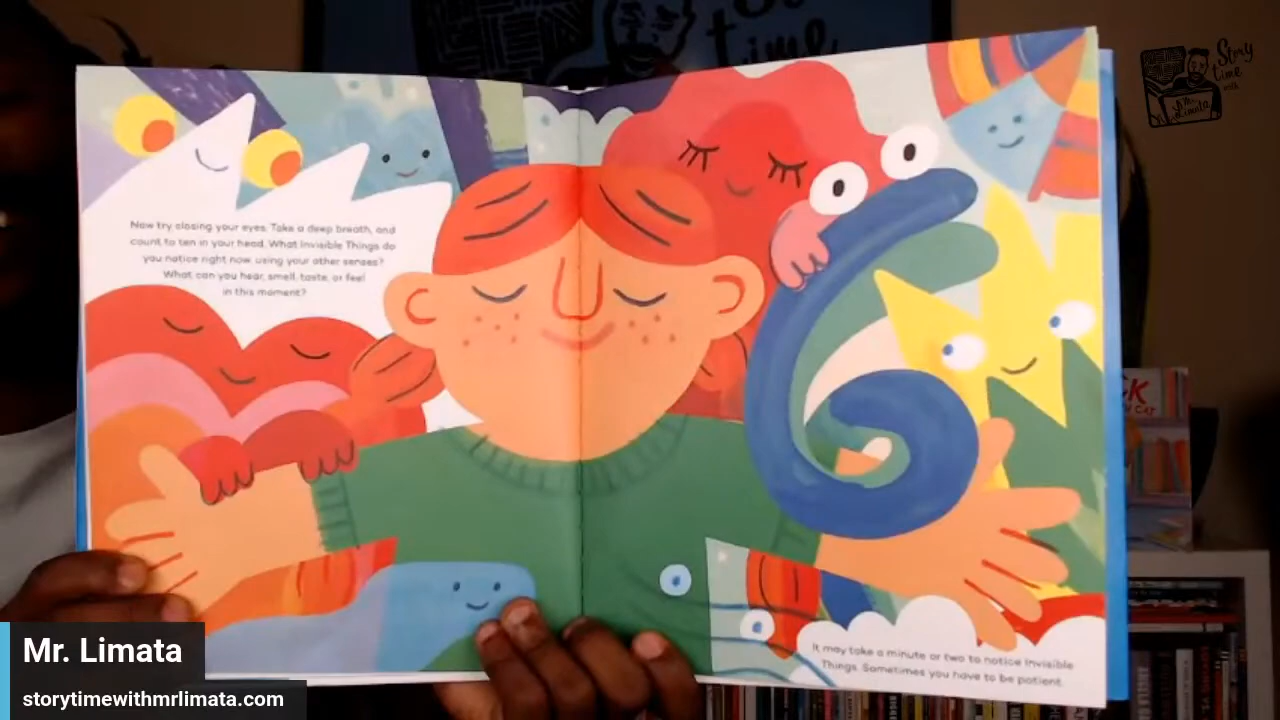 Story
time
with
Mr.
Limata
time
Now try closing your eyes. Take a deep breath, and
count to ten in your head. What Invisible Things do
you notice right now, using your other senses?
What can you hear, smell, taste, or feel
in this moment?
It may take a minute or two to notice Invisible
Things. Sometimes you have to be patient.
Mr. Limata
storytimewithmrlimata.com